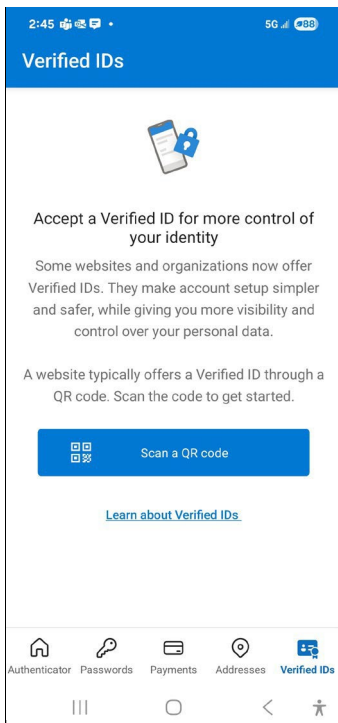 2:45
5G 88
Verified IDs
Accept a Verified ID for more control of
your identity
Some websites and organizations now offer
Verified IDs. They make account setup simpler
and safer, while giving you more visibility and
control over your personal data.
A website typically offers a Verified ID through a
QR code. Scan the code to get started.
Scan a QR code
Learn about Verified IDs
Authenticator Passwords Payments Addresses Verified IDs